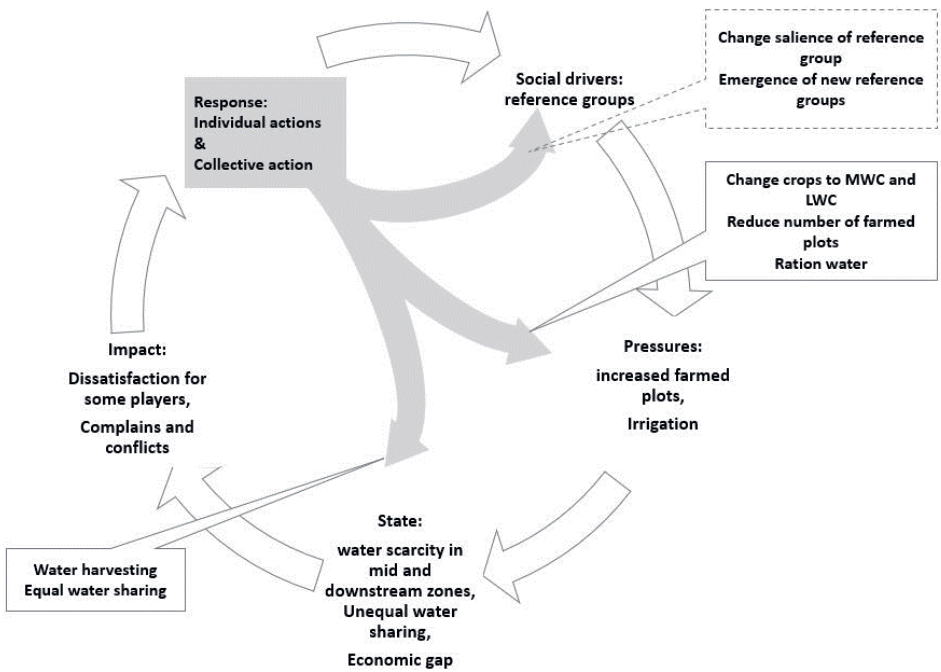 Response:
Individual actions
&
Collective action
Social drivers:
reference groups
Change salience of reference
group
Emergence of new reference
groups
Change crops to MWC and
LWC
Reduce number of farmed
plots
Ration water
Pressures:
increased farmed
plots,
Irrigation
State:
water scarcity in
mid and
downstream zones,
Unequal water
sharing,
Economic gap
Impact:
Dissatisfaction for
some players,
Complains and
conflicts
Water harvesting
Equal water sharing